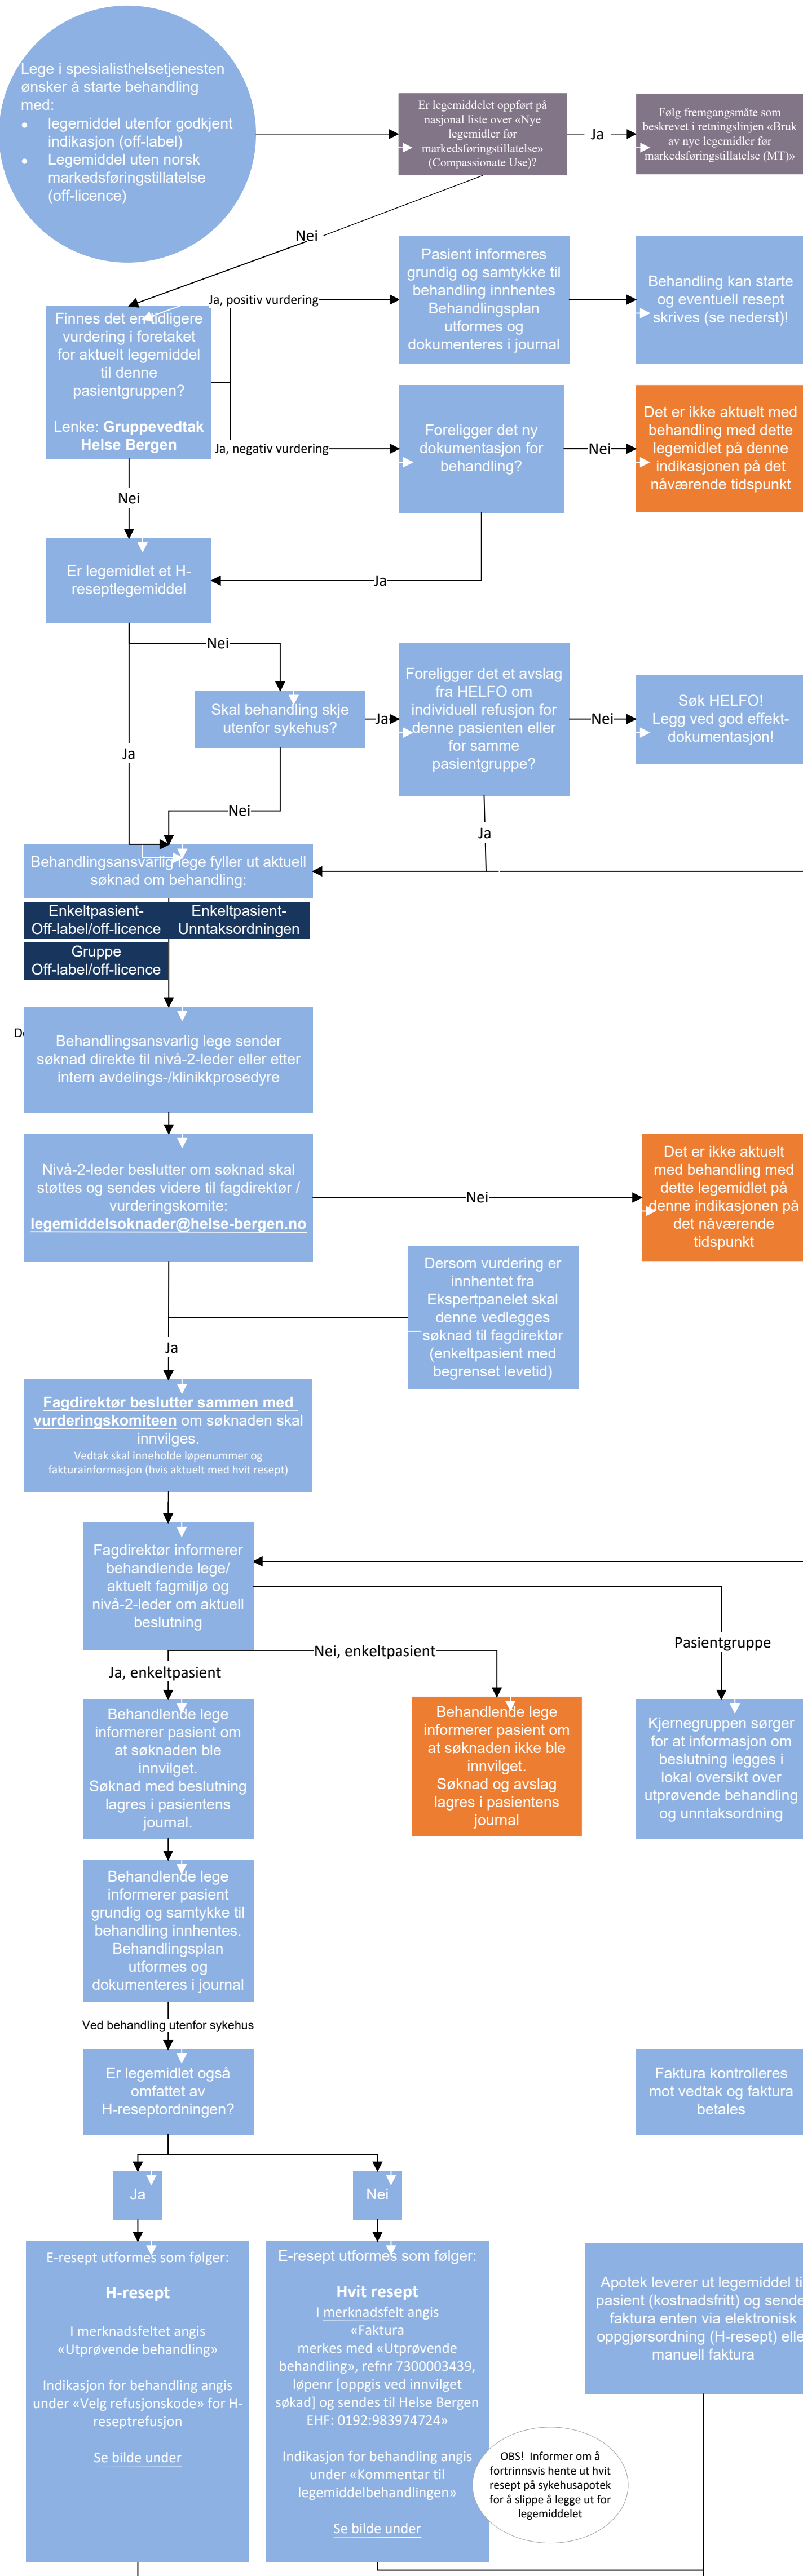 Lege i spesialisthelsetjenesten
ønsker å starte behandling
med:
• legemiddel utenfor godkjent
indikasjon (off-label)
• Legemiddel uten norsk
markedsføringstillatelse
(off-licence)
Er legemiddelet oppført på
nasjonal liste over «Nye
legemidler før
markedsføringstillatelse»
(Compassionate Use)?
Ja
Følg fremgangsmåte som
beskrevet i retningslinjen «Bruk
av nye legemidler før
markedsføringstillatelse (MT)»
Nei
Finnes det en tidligere
vurdering i foretaket
for aktuelt legemiddel
til denne
pasientgruppen?
Lenke: Gruppevedtak
Helse Bergen
Ja, positiv vurdering
Pasient informeres
grundig og samtykke til
behandling innhentes
Behandlingsplan
utformes og
dokumenteres i journal
Behandling kan starte
og eventuell resept
skrives (se nederst)!
Ja, negativ vurdering
Foreligger det ny
dokumentasjon for
behandling?
Nei
Det er ikke aktuelt med
behandling med dette
legemidlet på denne
indikasjonen på det
nåværende tidspunkt
Nei
Ja
Er legemidlet et H-
reseptlegemiddel
Nei
Ja
Skal behandling skje
utenfor sykehus?
Ja
Foreligger det et avslag
fra HELFO om
individuell refusjon for
denne pasienten eller
for samme
pasientgruppe?
Nei
Søk HELFO!
Legg ved god effekt-
dokumentasjon!
Nei
Ja
Behandlingsansvarlig lege fyller ut aktuell
søknad om behandling:
Enkeltpasient-
Off-label/off-licence
Enkeltpasient-
Unntaksordningen
Gruppe
Off-label/off-licence
Behandlingsansvarlig lege sender
søknad direkte til nivå-2-leder eller etter
intern avdelings-/klinikkprosedyre
Nivå-2-leder beslutter om søknad skal
støttes og sendes videre til fagdirektør /
vurderingskomite:
legemiddelsoknader@helse-bergen.no
Nei
Det er ikke aktuelt
med behandling med
dette legemidlet på
denne indikasjonen på
det nåværende
tidspunkt
Dersom vurdering er
innhentet fra
Ekspertpanelet skal
denne vedlegges
søknad til fagdirektør
(enkeltpasient med
begrenset levetid)
Ja
Fagdirektør beslutter sammen med
vurderingskomiteen om søknaden skal
innvilges.
Vedtak skal inneholde løpenummer og
fakturainformasjon (hvis aktuelt med hvit resept)
Fagdirektør informerer
behandlende lege/
aktuelt fagmiljø og
nivå-2-leder om aktuell
beslutning
Ja, enkeltpasient
Nei, enkeltpasient
Pasientgruppe
Behandlende lege
informerer pasient om
at søknaden ble
innvilget.
Søknad med beslutning
lagres i pasientens
journal.
Behandlende lege
informerer pasient om
at søknaden ikke ble
innvilget.
Søknad og avslag
lagres i pasientens
journal
Kjernegruppen sørger
for at informasjon om
beslutning legges i
lokal oversikt over
utprøvende behandling
og unntaksordning
Behandlende lege
informerer pasient
grundig og samtykke til
behandling innhentes.
Behandlingsplan
utformes og
dokumenteres i journal
Ved behandling utenfor sykehus
Er legemidlet også
omfattet av
H-reseptordningen?
Faktura kontrolleres
mot vedtak og faktura
betales
Ja
Nei
E-resept utformes som følger:
H-resept
I merknadsfeltet angis
«Utprøvende behandling»
Indikasjon for behandling angis
under «Velg refusjonskode» for H-
reseptrefusjon
Se bilde under
E-resept utformes som følger:
Hvit resept
I merknadsfelt angis
«Faktura
merkes med «Utprøvende
behandling», refnr 7300003439,
løpenr [oppgis ved innvilget
søkad] og sendes til Helse Bergen
EHF: 0192:983974724»
Indikasjon for behandling angis
under «Kommentar til
legemiddelbehandlingen»
Se bilde under
OBS! Informer om å
fortrinnsvis hente ut hvit
resept på sykehusapotek
for å slippe å legge ut for
legemiddelet
Apotek leverer ut legemiddel
pasient (kostnadsfritt) og
faktura enten via elektronisk
oppgjørsordning (H-resept)
manuell faktura